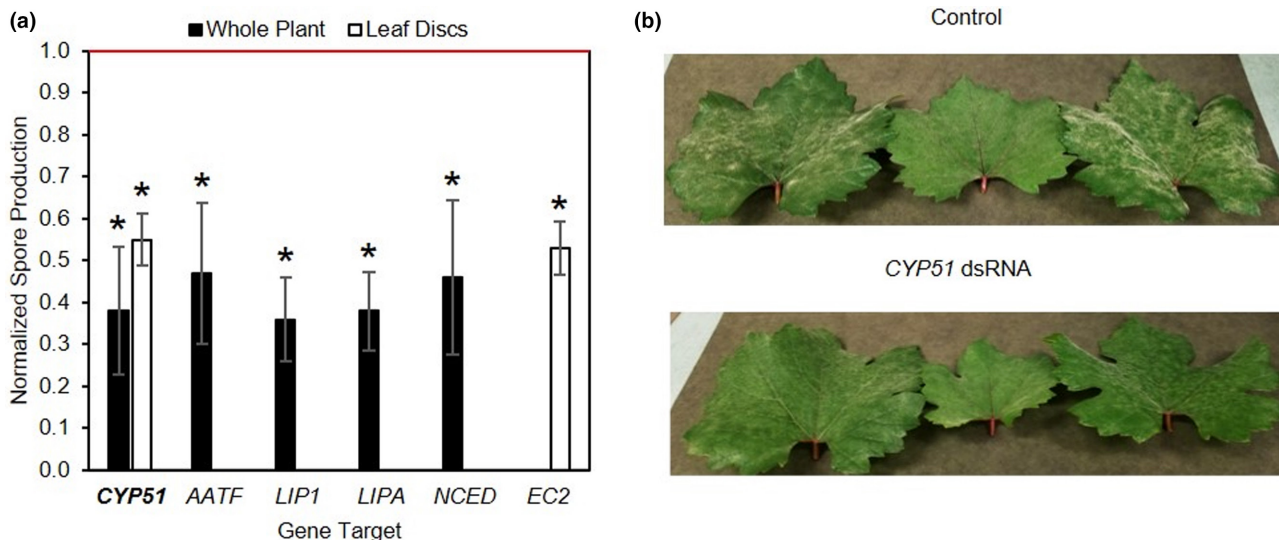 (a)
■ Whole Plant □ Leaf Discs
1.0
0.9
0.8
0.7
0.6
0.5
0.4
0.3
0.2
0.1
0.0
Normalized Spore Production
* * * * * * *
CYP51 AATF LIP1 LIPA NCED EC2
Gene Target
(b)
Control
CYP51 dsRNA